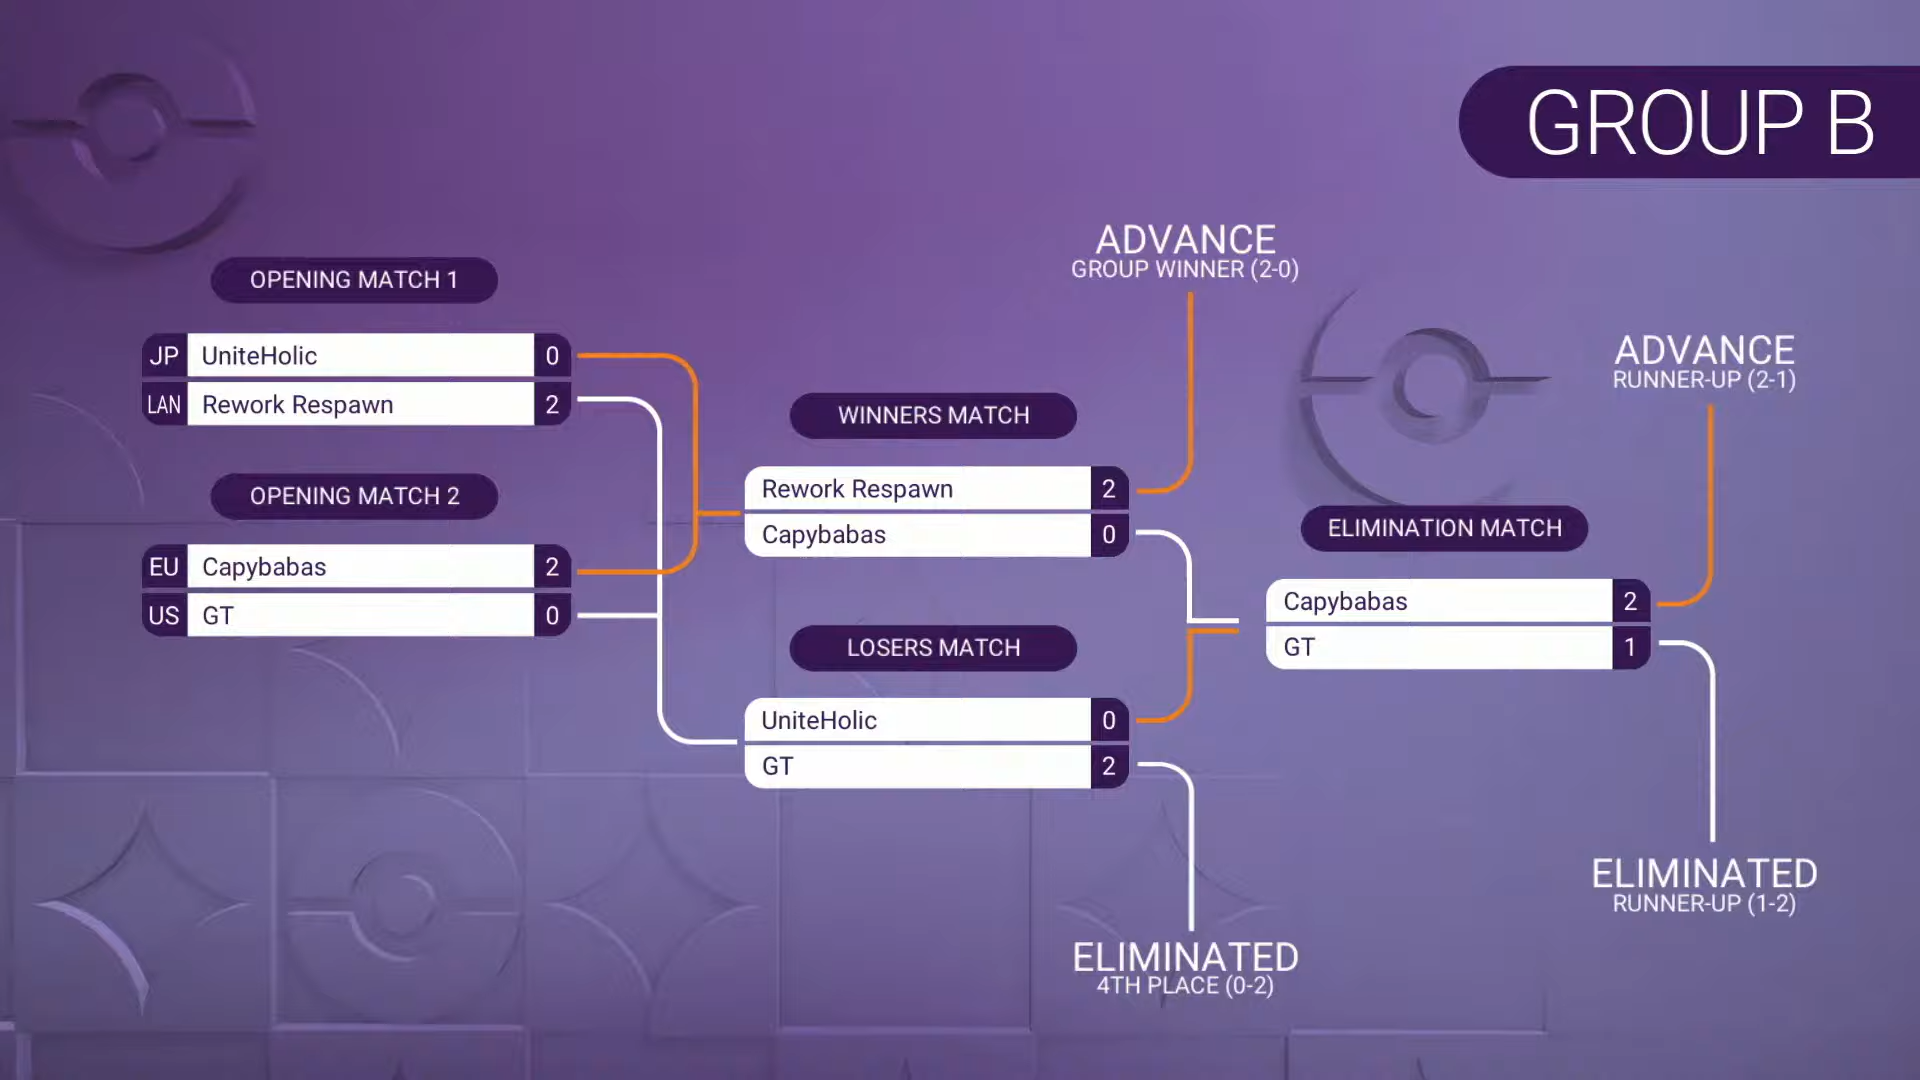 GROUP B
ADVANCE
GROUP WINNER (2-0)
OPENING MATCH 1
JP UniteHolic 0
LAN Rework Respawn 2
OPENING MATCH 2
EU Capybabas 2
US GT 0
WINNERS MATCH
Rework Respawn 2
Capybabas 0
LOSERS MATCH
UniteHolic 0
GT 2
ELIMINATED
4TH PLACE (0-2)
ADVANCE
RUNNER-UP (2-1)
ELIMINATION MATCH
Capybabas 2
GT 1
ELIMINATED
RUNNER-UP (1-2)